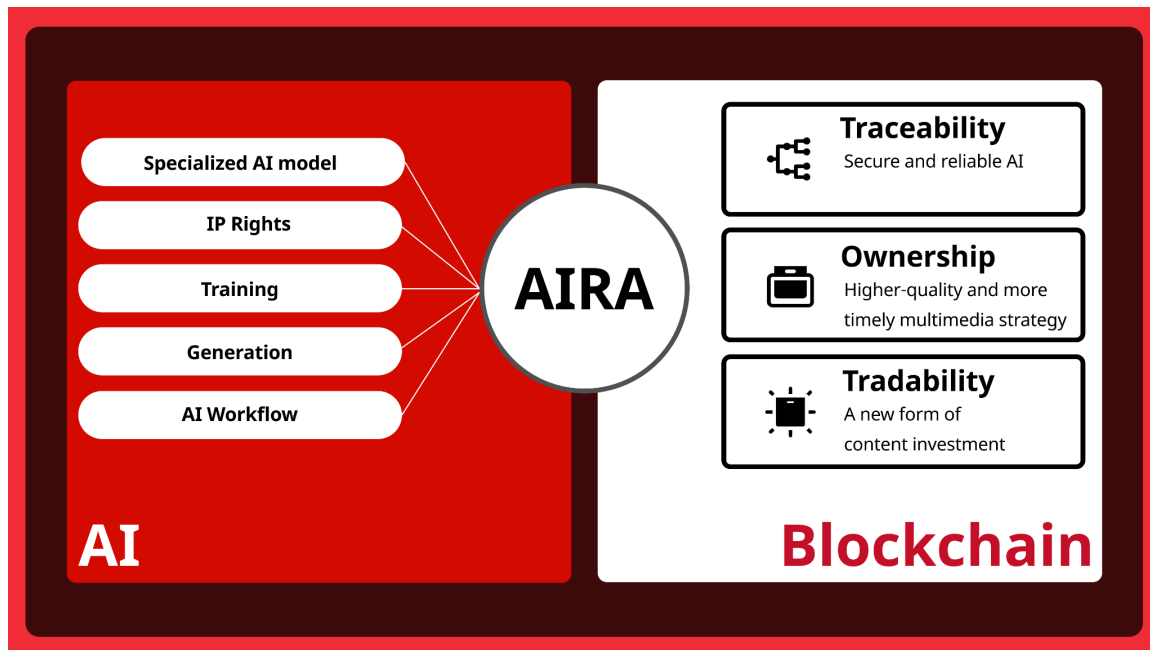 Specialized AI model
IP Rights
Training
Generation
AI Workflow
AI
AIRA
Traceability
Secure and reliable AI
Ownership
Higher-quality and more
timely multimedia strategy
Tradability
A new form of
content investment
Blockchain